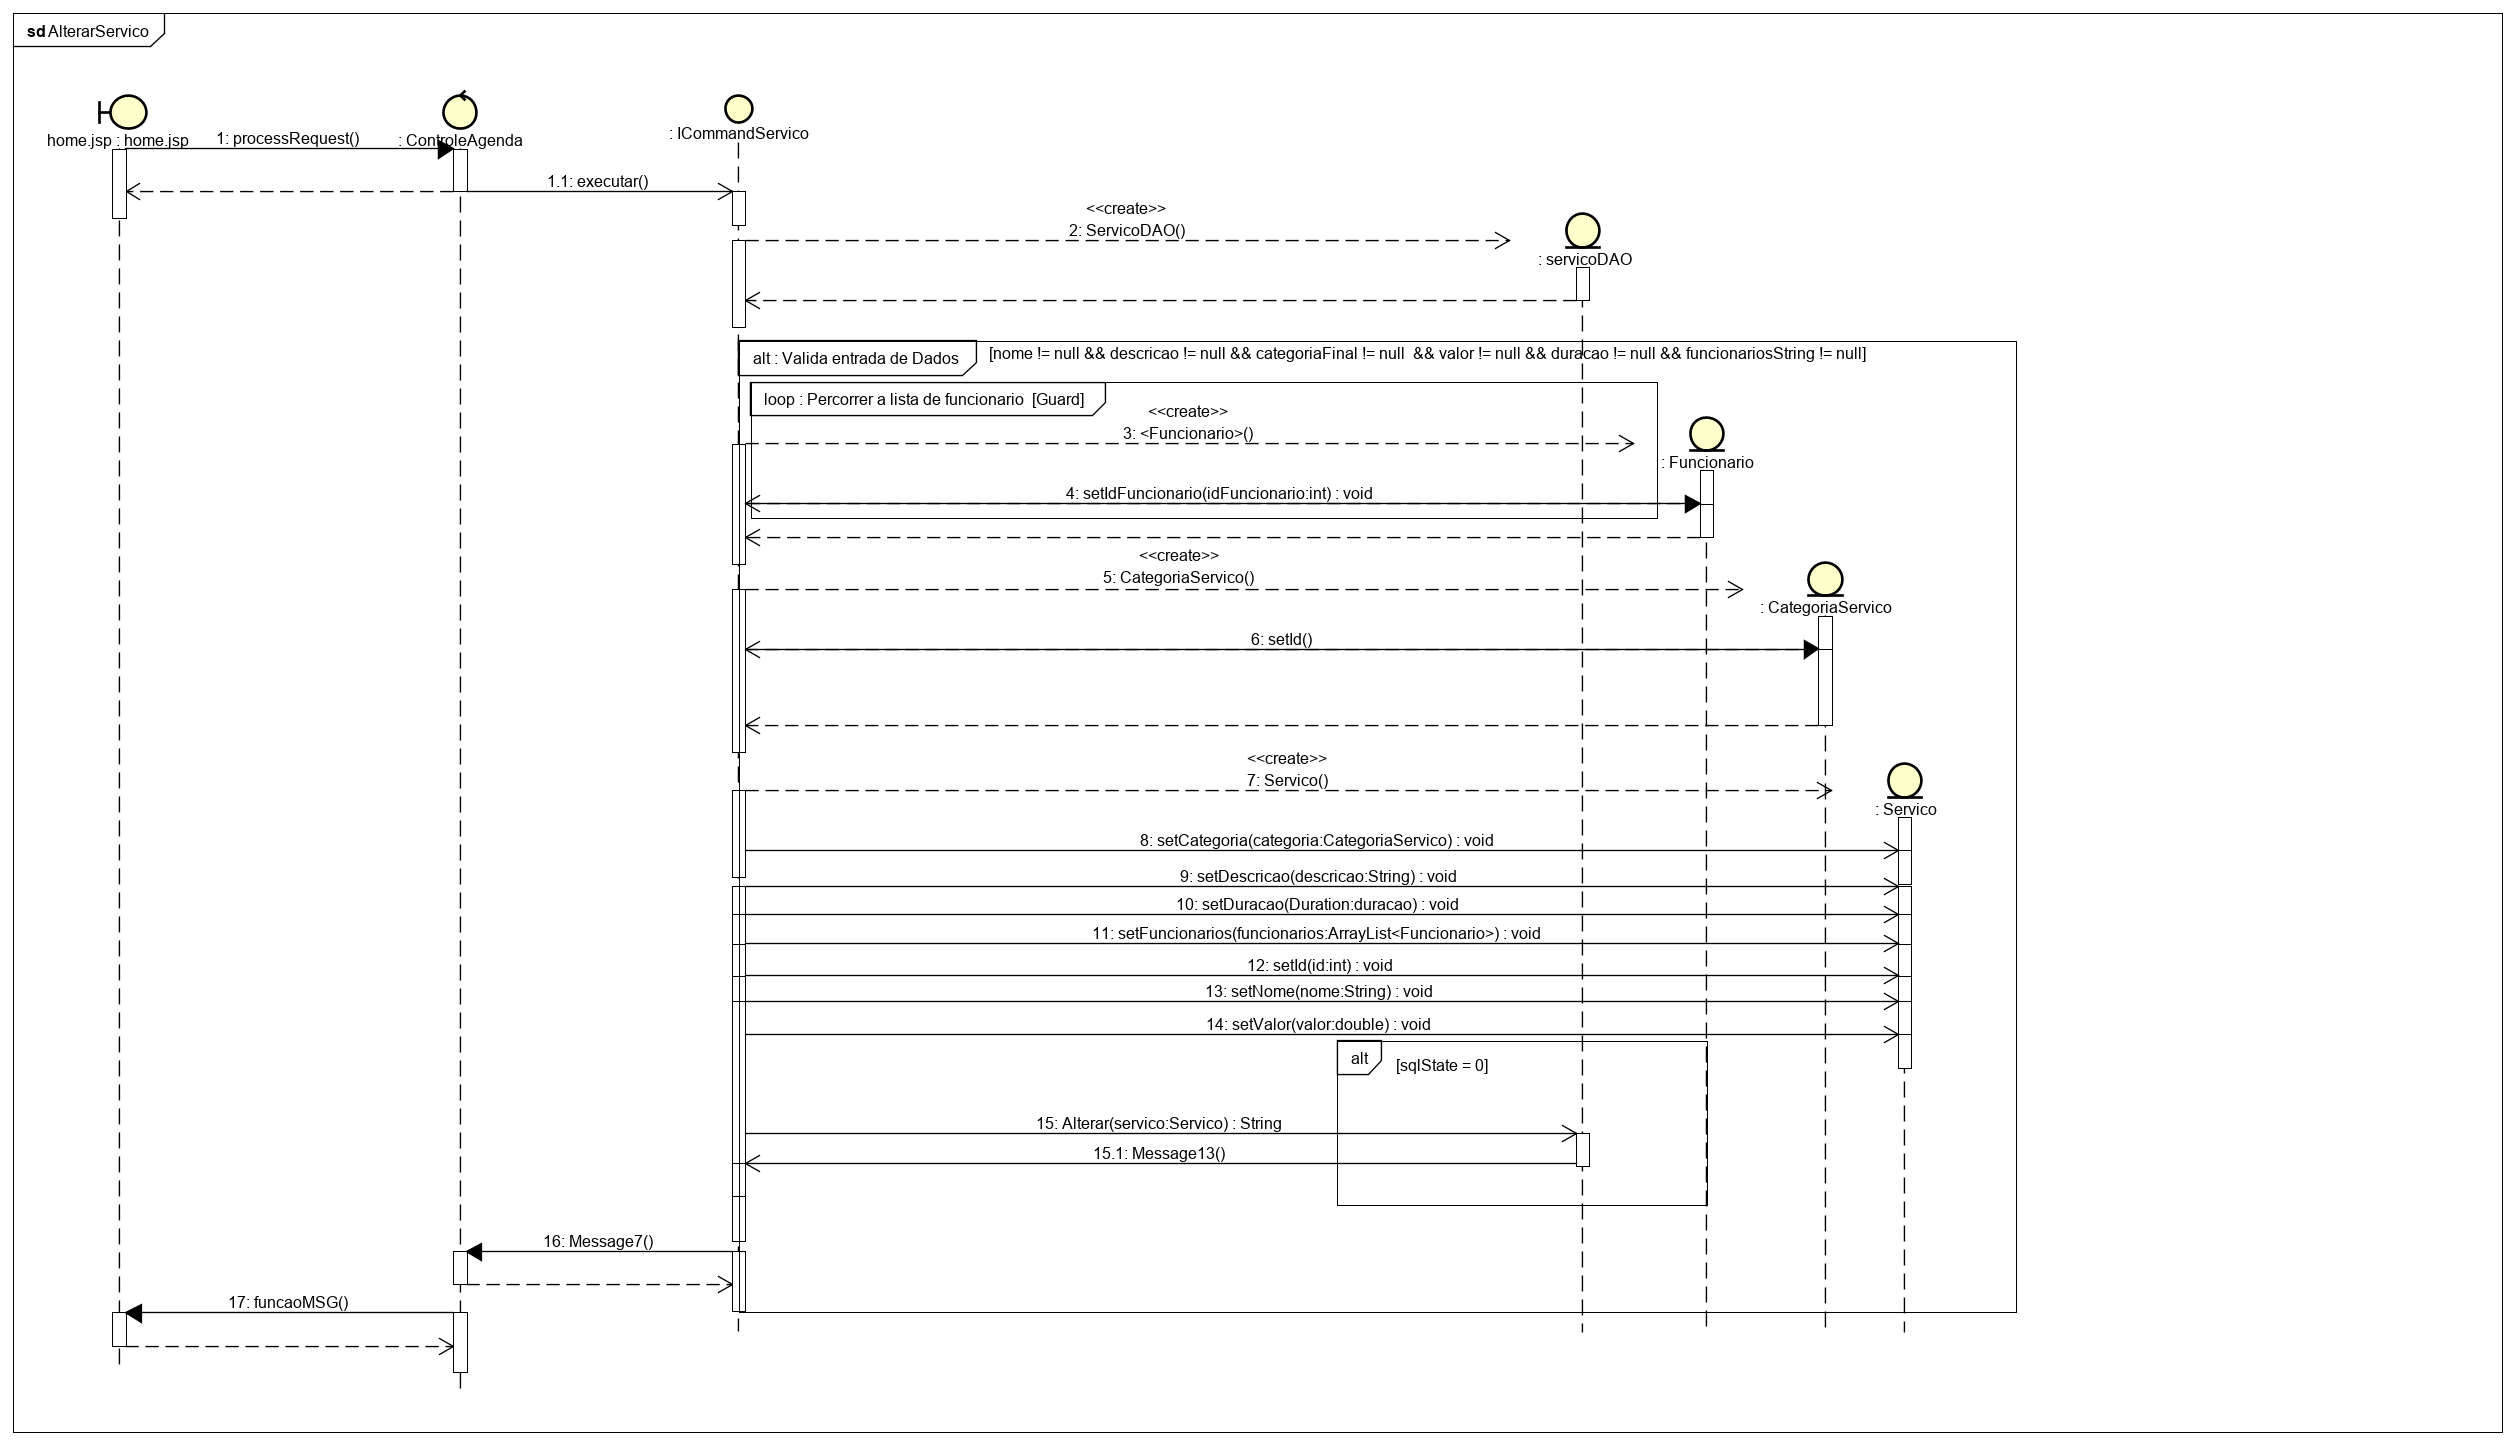 sd AlterarServico
home.jsp : home.jsp
: ControleAgenda
: ICommandServico
1: processRequest()
1.1: executar()
<<create>>
2: ServicoDAO()
: servicoDAO
alt : Valida entrada de Dados
[nome != null && descricao != null && categoriaFinal != null  && valor != null && duracao != null && funcionariosString != null]
loop : Percorrer a lista de funcionario  [Guard]
<<create>>
3: <Funcionario>()
: Funcionario
4: setIdFuncionario(idFuncionario:int) : void
<<create>>
5: CategoriaServico()
: CategoriaServico
6: setId()
<<create>>
7: Servico()
: Servico
8: setCategoria(categoria:CategoriaServico) : void
9: setDescricao(descricao:String) : void
10: setDuracao(Duration:duracao) : void
11: setFuncionarios(funcionarios:ArrayList<Funcionario>) : void
12: setId(id:int) : void
13: setNome(nome:String) : void
14: setValor(valor:double) : void
alt
[sqlState = 0]
15: Alterar(servico:Servico) : String
15.1: Message13()
16: Message7()
17: funcaoMSG()